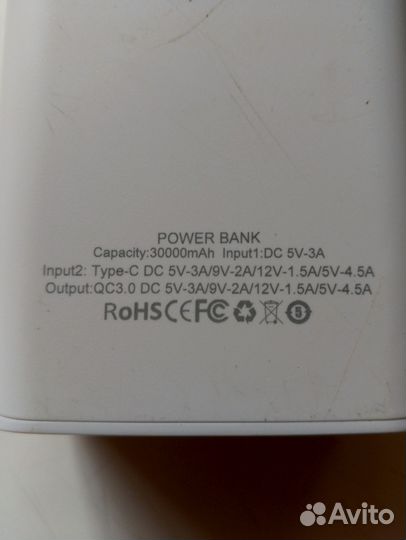 POWER BANK
Capacity:30000mAh Input1:DC 5V-3A
Input2: Type-C DC 5V-3A/9V-2A/12V-1.5A/5V-4.5A
Output:QC3.0 DC 5V-3A/9V-2A/12V-1.5A/5V-4.5A
RoHS CE FC
Avito